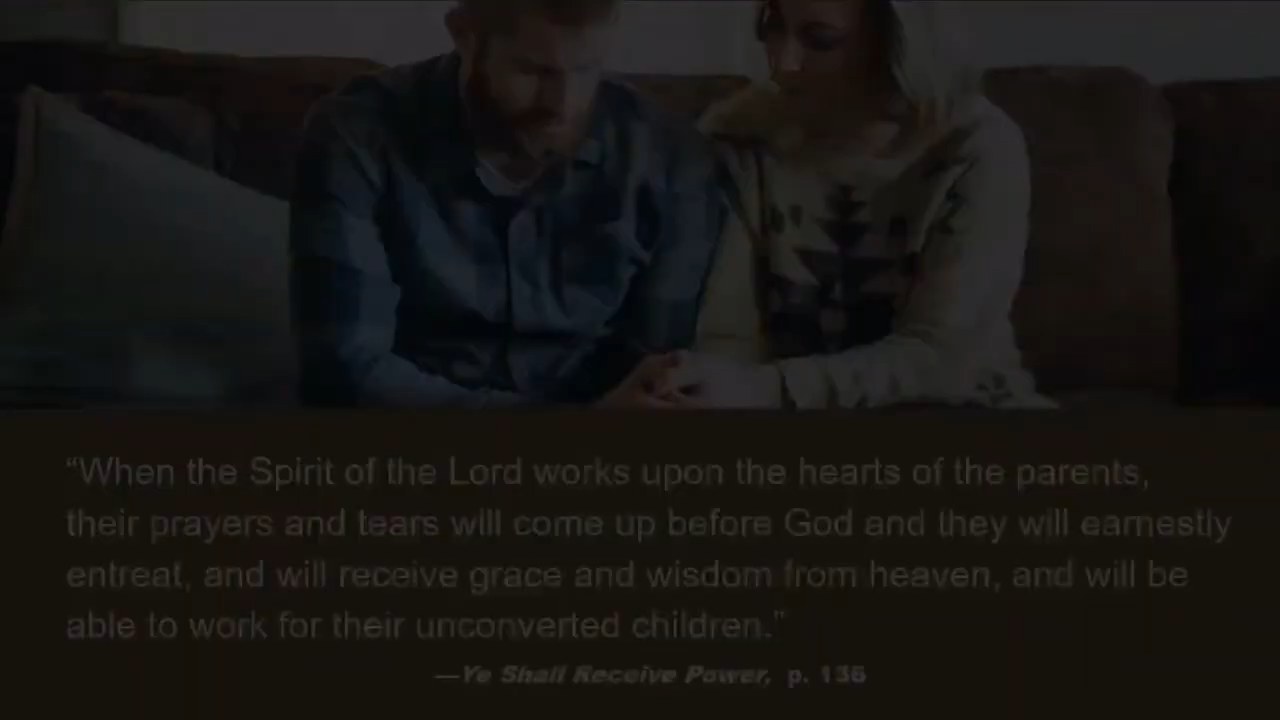 “When the Spirit of the Lord works upon the hearts of the parents,
their prayers and tears will come up before God and they will earnestly
entreat, and will receive grace and wisdom from heaven, and will be
able to work for their unconverted children.”
—Ye Shall Receive Power, p. 136